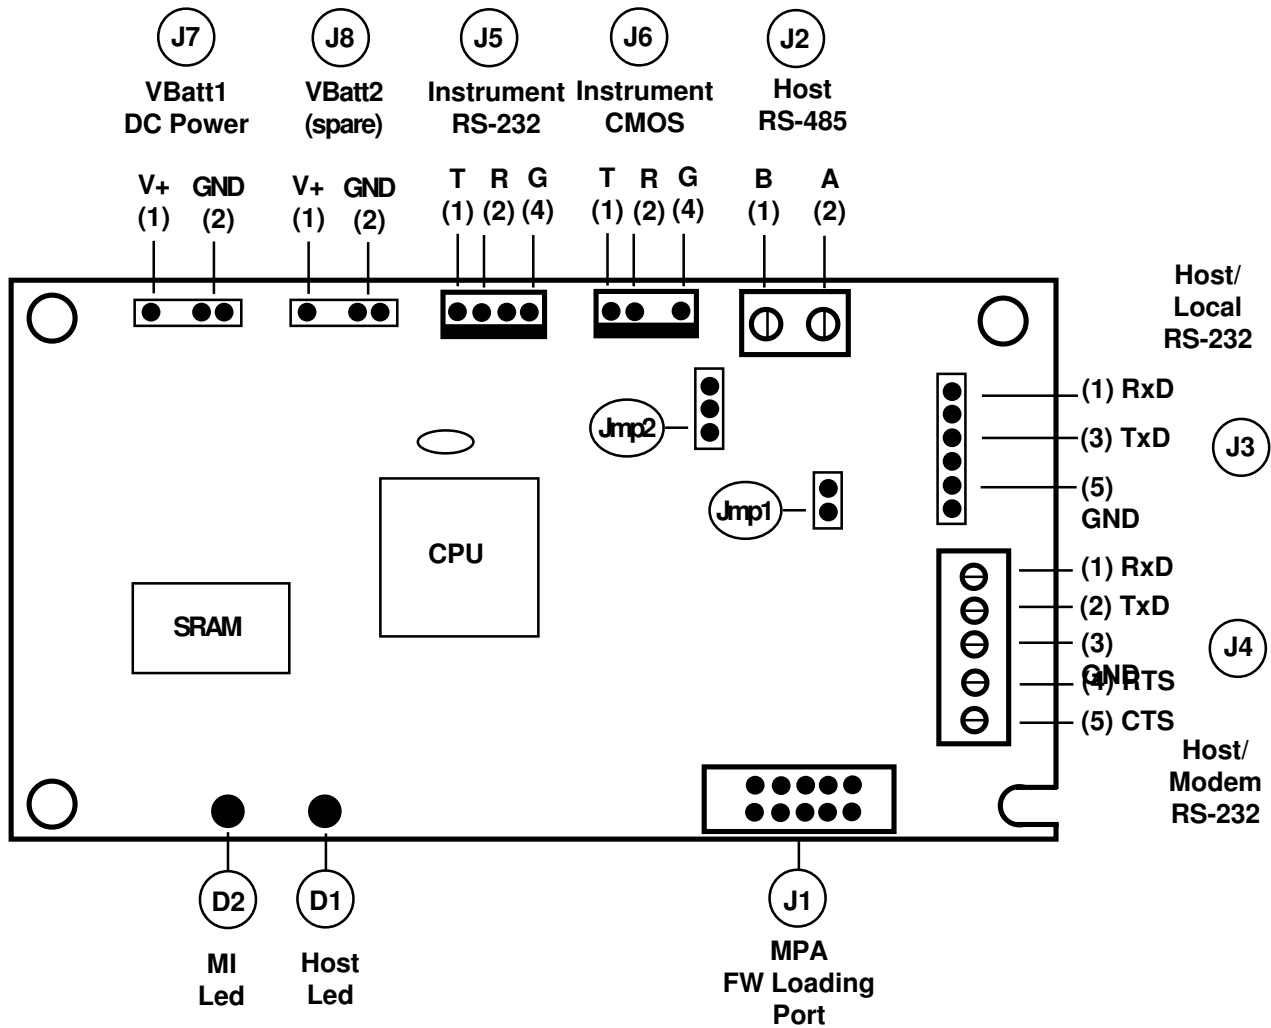 J7
J8
J5
J6
J2
VBatt1
DC Power
VBatt2
(spare)
Instrument
RS-232
Instrument
CMOS
Host
RS-485
V+
(1)
GND
(2)
V+
(1)
GND
(2)
T
(1)
R
(2)
G
(4)
T
(1)
R
(2)
G
(4)
B
(1)
A
(2)
Host/
Local
RS-232
(1) RxD
(3) TxD
(5)
GND
J3
Jmp2
Jmp1
CPU
SRAM
(1) RxD
(2) TxD
(3)
GND
(4) RTS
(5) CTS
J4
Host/
Modem
RS-232
D2
D1
J1
MI
Led
Host
Led
MPA
FW Loading
Port